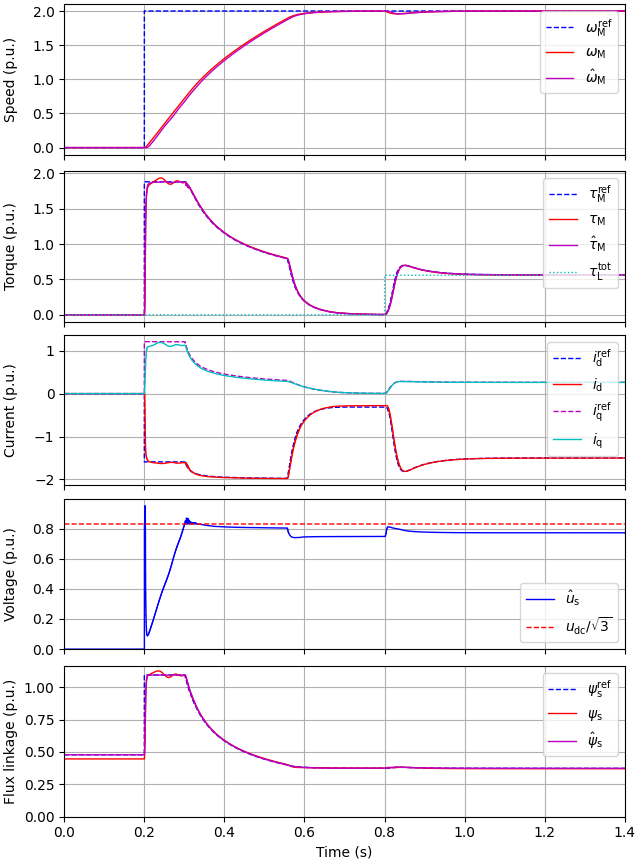 Speed (p.u.)
2.0
1.5
1.0
0.5
0.0
ω_M^ref
ω_M
ω̂_M
Torque (p.u.)
2.0
1.5
1.0
0.5
0.0
τ_M^ref
τ_M
τ̂_M
τ_L^tot
Current (p.u.)
1
0
−1
−2
i_d^ref
i_d
i_q^ref
i_q
Voltage (p.u.)
0.8
0.6
0.4
0.2
0.0
û_s
u_dc/√3
Flux linkage (p.u.)
1.00
0.75
0.50
0.25
0.00
ψ_s^ref
ψ_s
ψ̂_s
0.0 0.2 0.4 0.6 0.8 1.0 1.2 1.4
Time (s)